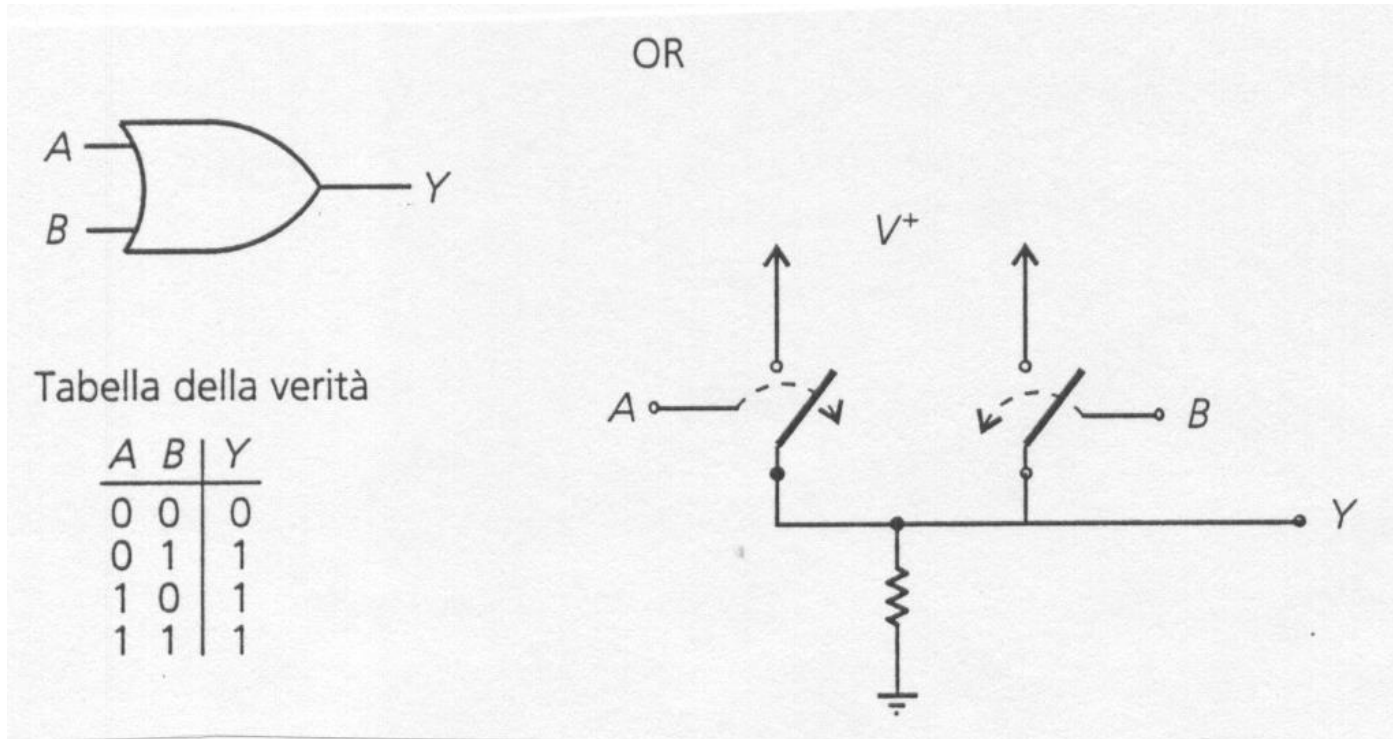 OR
A
Y
B
V+
Tabella della verità
A B Y
0 0 0
0 1 1
1 0 1
1 1 1
A
B
Y